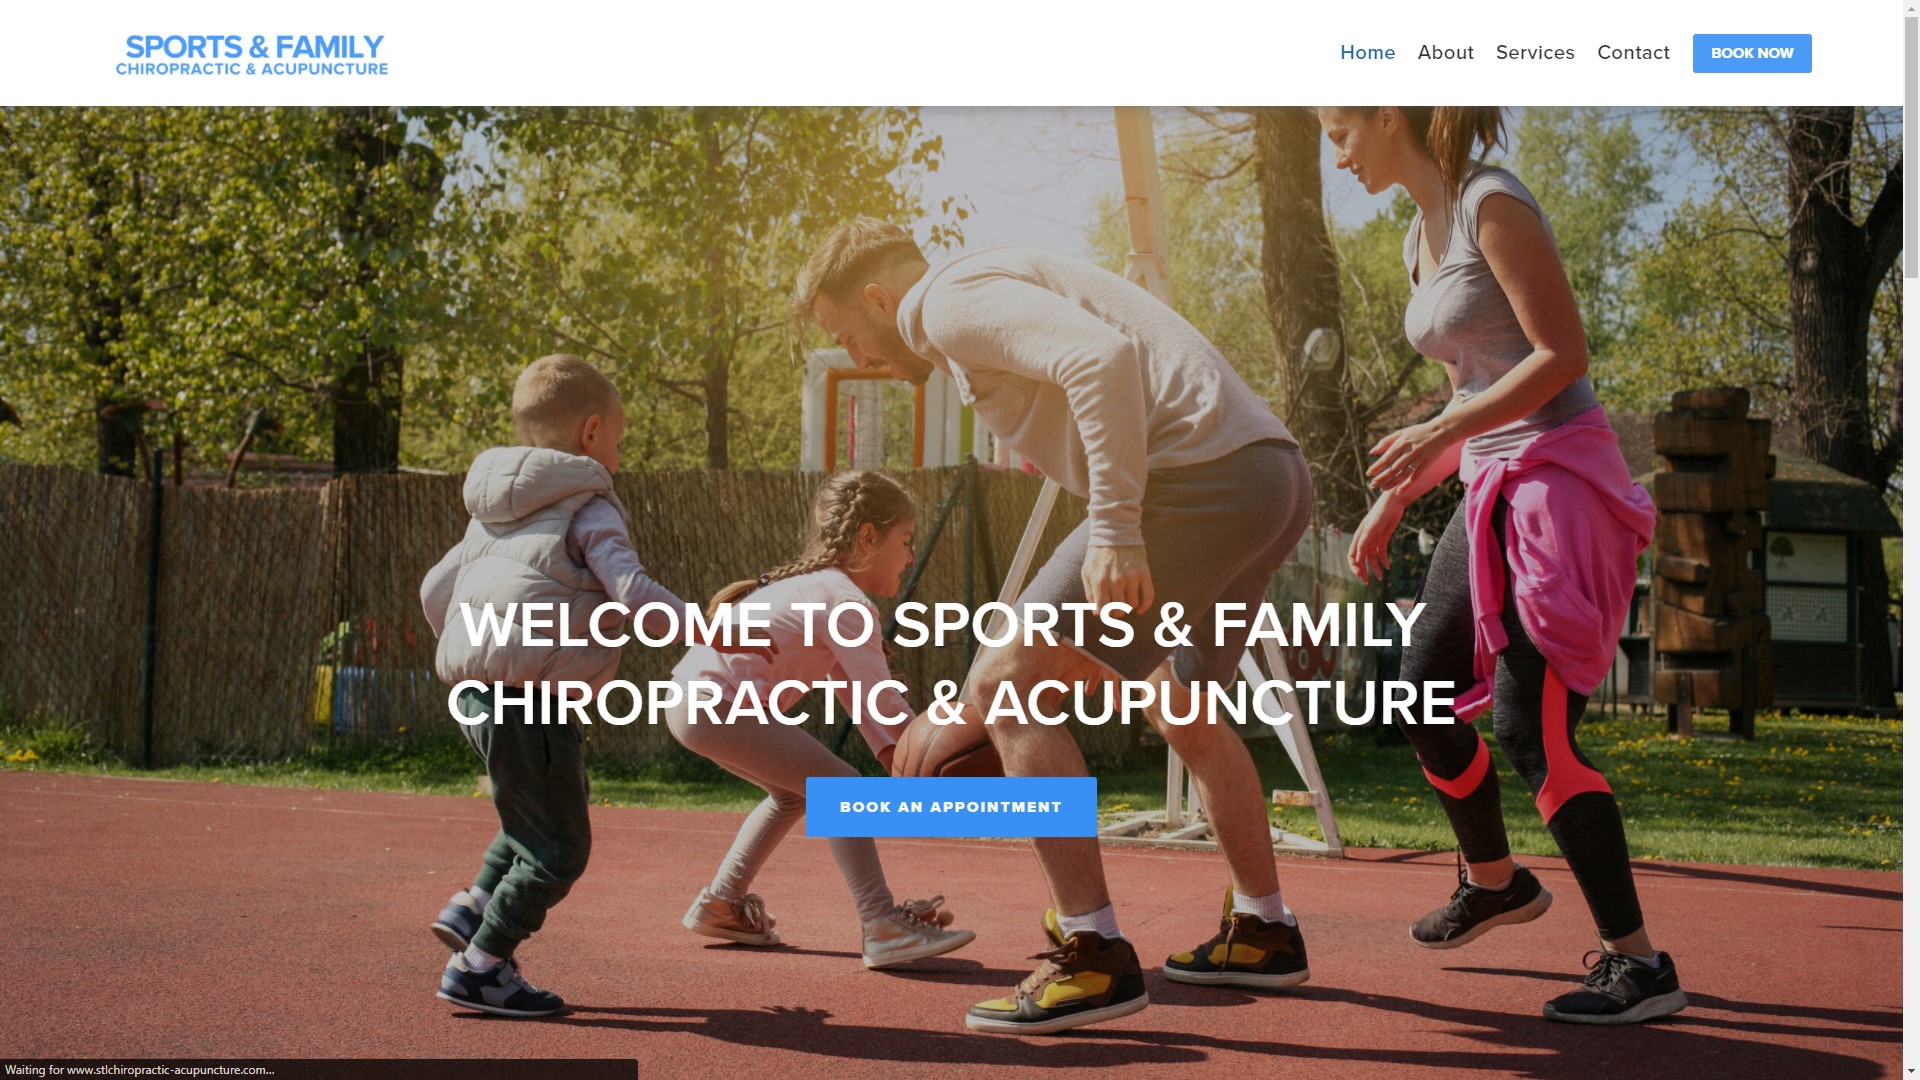 SPORTS & FAMILY
CHIROPRACTIC & ACUPUNCTURE
Home About Services Contact BOOK NOW
WELCOME TO SPORTS & FAMILY
CHIROPRACTIC & ACUPUNCTURE
BOOK AN APPOINTMENT
Waiting for www.stlchiropractic-acupuncture.com...